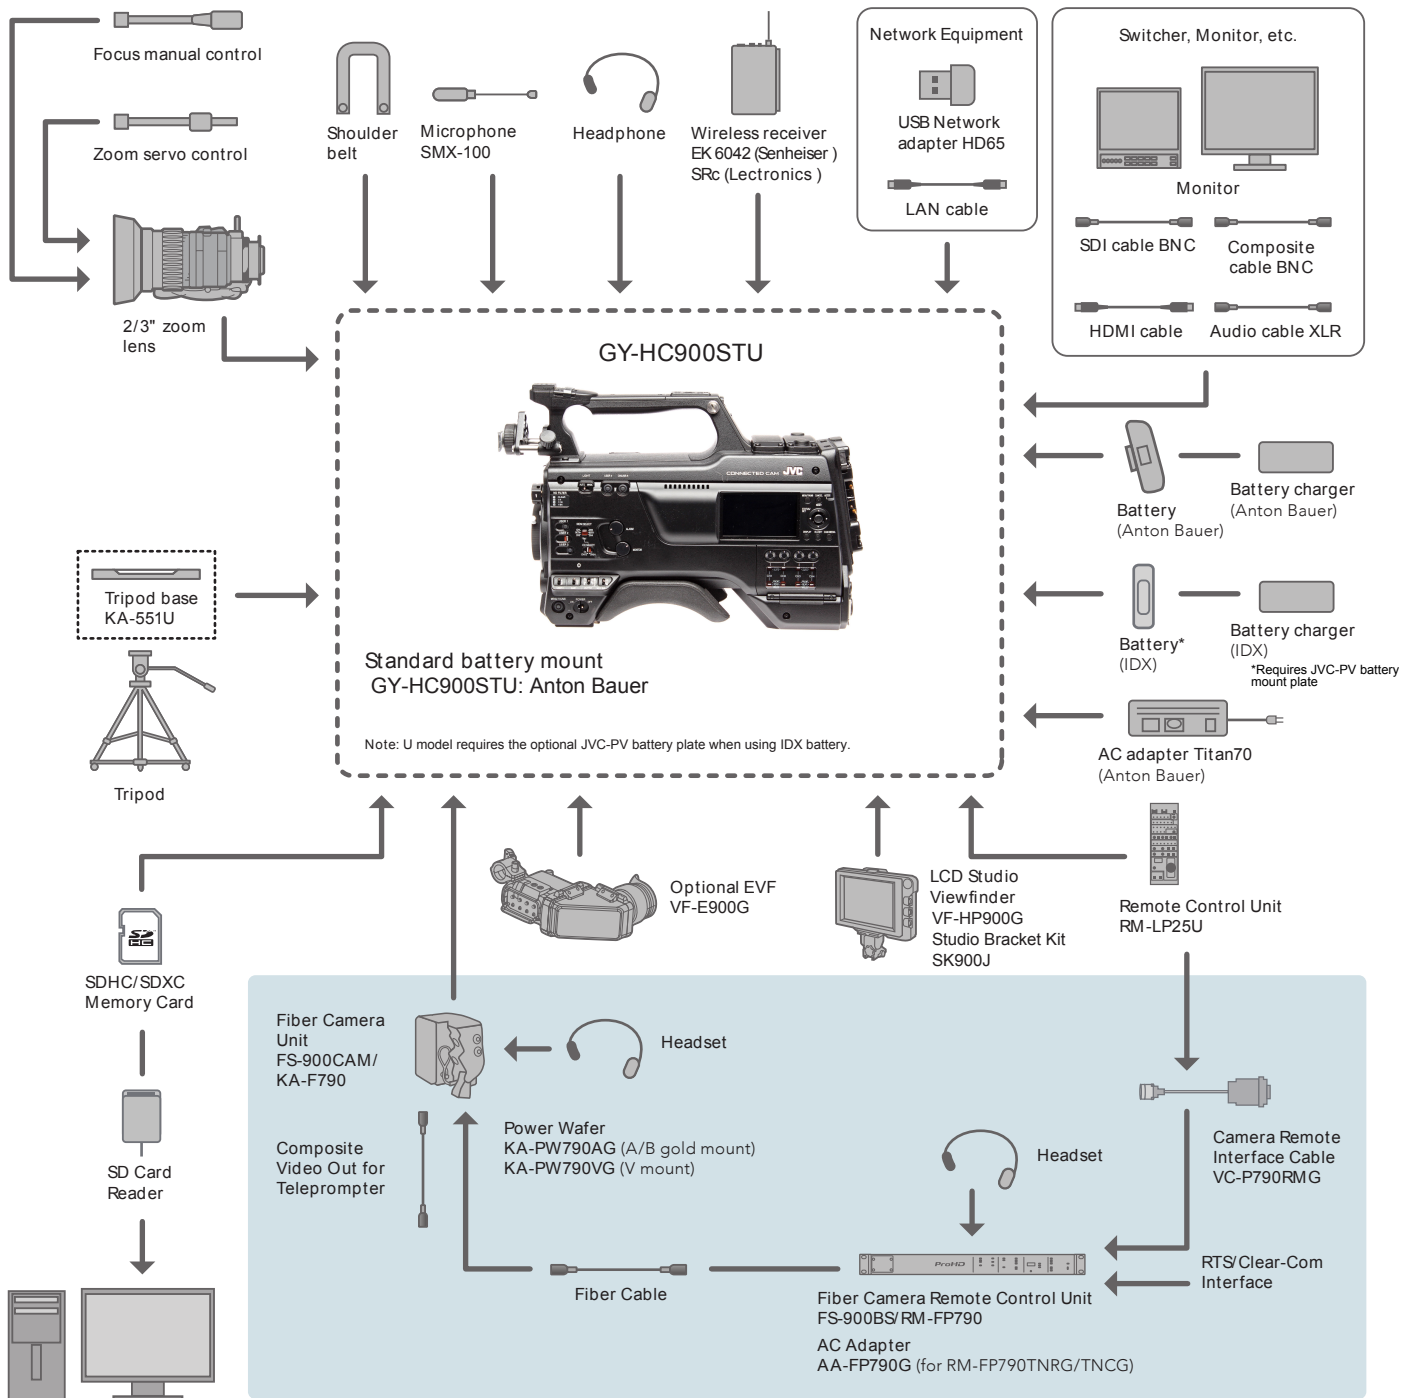 Focus manual control
Zoom servo control
2/3" zoom
lens
Shoulder
belt
Microphone
SMX-100
Headphone
Wireless receiver
EK 6042 (Senheiser )
SRc (Lectronics )
Network Equipment
USB Network
adapter HD65
LAN cable
Switcher, Monitor, etc.
Monitor
SDI cable BNC
Composite
cable BNC
HDMI cable
Audio cable XLR
GY-HC900STU
CONNECTED CAM JVC
Standard battery mount
GY-HC900STU: Anton Bauer
Note: U model requires the optional JVC-PV battery plate when using IDX battery.
Battery
(Anton Bauer)
Battery charger
(Anton Bauer)
Battery*
(IDX)
Battery charger
(IDX)
*Requires JVC-PV battery
mount plate
AC adapter Titan70
(Anton Bauer)
Tripod base
KA-551U
Tripod
Optional EVF
VF-E900G
LCD Studio
Viewfinder
VF-HP900G
Studio Bracket Kit
SK900J
Remote Control Unit
RM-LP25U
SD
HC
SDHC/SDXC
Memory Card
SD Card
Reader
Fiber Camera
Unit
FS-900CAM/
KA-F790
Headset
Composite
Video Out for
Teleprompter
Power Wafer
KA-PW790AG (A/B gold mount)
KA-PW790VG (V mount)
Headset
Camera Remote
Interface Cable
VC-P790RMG
Fiber Cable
ProHD
RTS/Clear-Com
Interface
Fiber Camera Remote Control Unit
FS-900BS/RM-FP790
AC Adapter
AA-FP790G (for RM-FP790TNRG/TNCG)